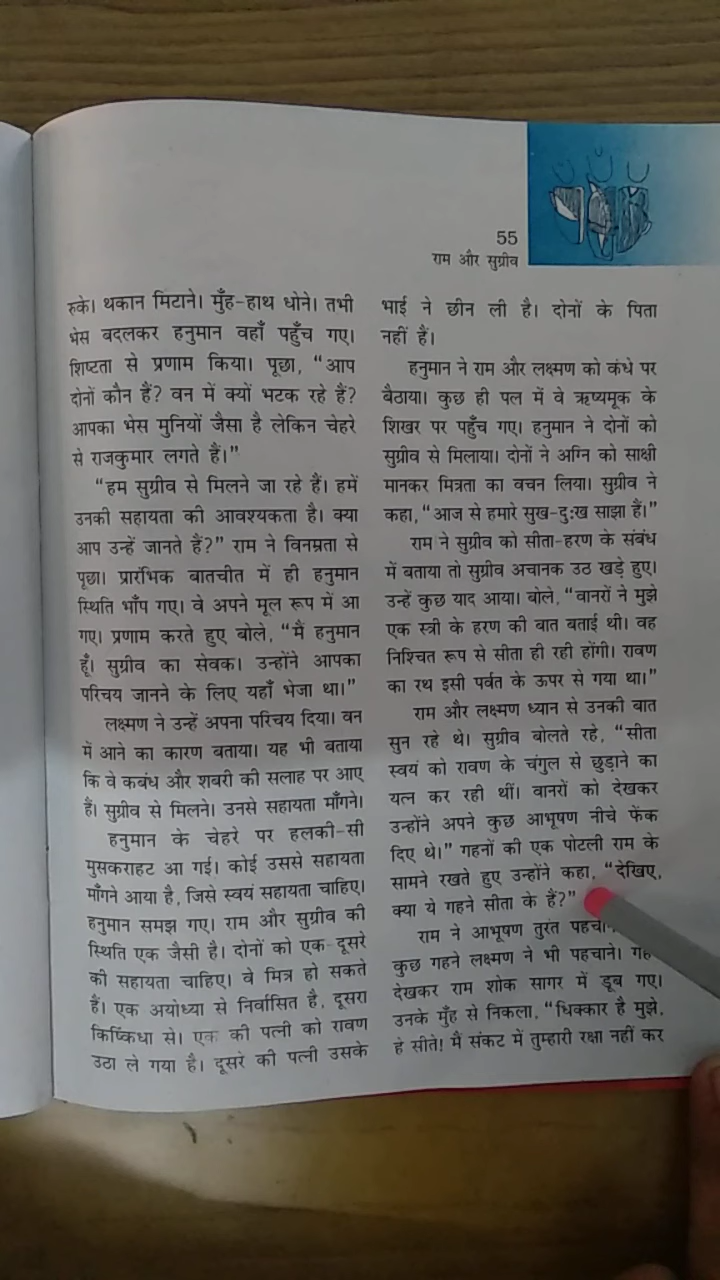 55
राम और सुग्रीव
रुके। थकान मिटाने। मुँह-हाथ धोने। तभी
भेस बदलकर हनुमान वहाँ पहुँच गए।
शिष्टता से प्रणाम किया। पूछा, “आप
दोनों कौन हैं? वन में क्यों भटक रहे हैं?
आपका भेस मुनियों जैसा है लेकिन चेहरे
से राजकुमार लगते हैं।”
“हम सुग्रीव से मिलने जा रहे हैं। हमें
उनकी सहायता की आवश्यकता है। क्या
आप उन्हें जानते हैं?” राम ने विनम्रता से
पूछा। प्रारंभिक बातचीत में ही हनुमान
स्थिति भाँप गए। वे अपने मूल रूप में आ
गए। प्रणाम करते हुए बोले, “मैं हनुमान
हूँ। सुग्रीव का सेवक। उन्होंने आपका
परिचय जानने के लिए यहाँ भेजा था।”
लक्ष्मण ने उन्हें अपना परिचय दिया। वन
में आने का कारण बताया। यह भी बताया
कि वे कबंध और शबरी की सलाह पर आए
हैं। सुग्रीव से मिलने। उनसे सहायता माँगने।
हनुमान के चेहरे पर हलकी-सी
मुसकराहट आ गई। कोई उससे सहायता
माँगने आया है, जिसे स्वयं सहायता चाहिए।
हनुमान समझ गए। राम और सुग्रीव की
स्थिति एक जैसी है। दोनों को एक-दूसरे
की सहायता चाहिए। वे मित्र हो सकते
हैं। एक अयोध्या से निर्वासित है, दूसरा
किष्किंधा से। एक की पत्नी को रावण
उठा ले गया है। दूसरे की पत्नी उसके
भाई ने छीन ली है। दोनों के पिता
नहीं हैं।
हनुमान ने राम और लक्ष्मण को कंधे पर
बैठाया। कुछ ही पल में वे ऋष्यमूक के
शिखर पर पहुँच गए। हनुमान ने दोनों को
सुग्रीव से मिलाया। दोनों ने अग्नि को साक्षी
मानकर मित्रता का वचन लिया। सुग्रीव ने
कहा, “आज से हमारे सुख-दुःख साझा हैं।”
राम ने सुग्रीव को सीता-हरण के संबंध
में बताया तो सुग्रीव अचानक उठ खड़े हुए।
उन्हें कुछ याद आया। बोले, “वानरों ने मुझे
एक स्त्री के हरण की बात बताई थी। वह
निश्चित रूप से सीता ही रही होंगी। रावण
का रथ इसी पर्वत के ऊपर से गया था।”
राम और लक्ष्मण ध्यान से उनकी बात
सुन रहे थे। सुग्रीव बोलते रहे, “सीता
स्वयं को रावण के चंगुल से छुड़ाने का
यत्न कर रही थीं। वानरों को देखकर
उन्होंने अपने कुछ आभूषण नीचे फेंक
दिए थे।” गहनों की एक पोटली राम के
सामने रखते हुए उन्होंने कहा, “देखिए,
क्या ये गहने सीता के हैं?”
राम ने आभूषण तुरंत
कुछ गहने लक्ष्मण ने भी पहचाने।
देखकर राम शोक सागर में डूब गए।
उनके मुँह से निकला, “धिक्कार है मुझे,
हे सीते! मैं संकट में तुम्हारी रक्षा नहीं कर